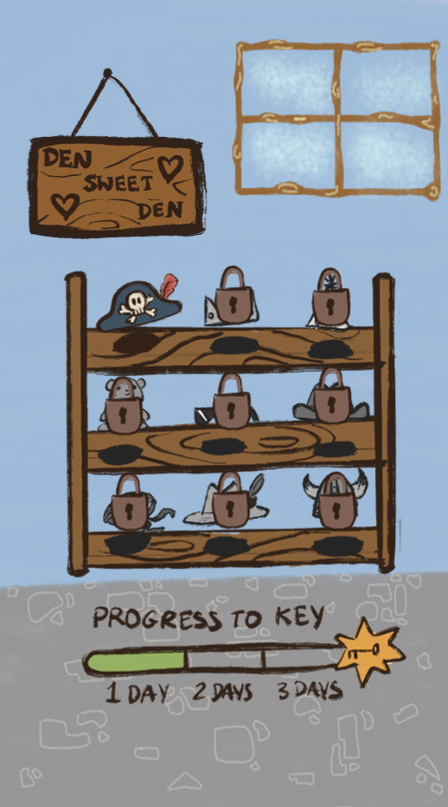 DEN
SWEET
DEN
PROGRESS TO KEY
1 DAY 2 DAYS 3 DAYS